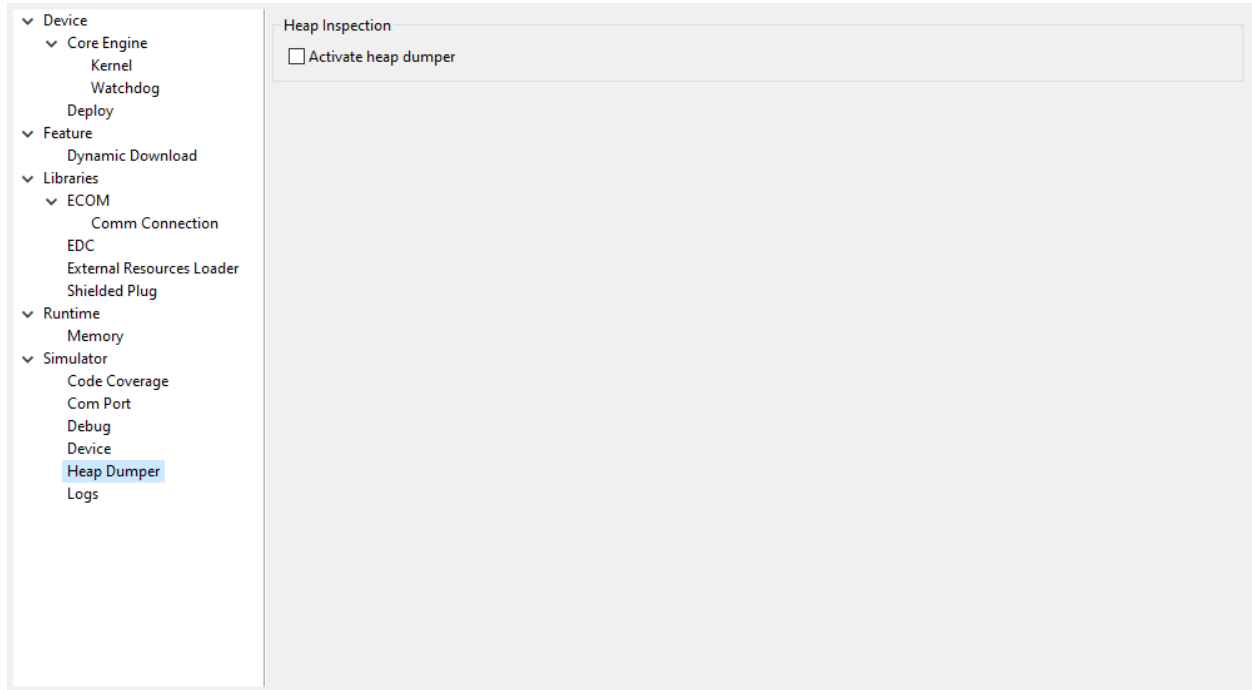 Device
Core Engine
Kernel
Watchdog
Deploy
Feature
Dynamic Download
Libraries
ECOM
Comm Connection
EDC
External Resources Loader
Shielded Plug
Runtime
Memory
Simulator
Code Coverage
Com Port
Debug
Device
Heap Dumper
Logs
Heap Inspection
Activate heap dumper